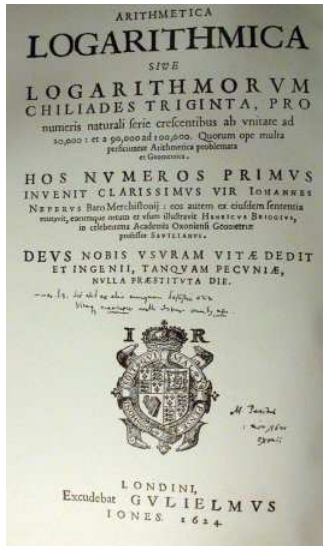 ARITHMETICA
LOGARITHMICA
SIVE
LOGARITHMORVM
CHILIADES TRIGINTA, PRO
numeris naturali serie crescentibus ab vnitate ad
20,000: et a 90,000 ad 100,000. Quorum ope multa
perficiuntur Arithmetica problemata
et Geometrica.
HOS NVMEROS PRIMVS
INVENIT CLARISSIMVS VIR IOHANNES
NEPERVS Baro Merchistonij: eos autem ex eiusdem sententia
mutavit, eorumque ortum et vsum illustravit HENRICVS BRIGGIVS,
in celeberrima Academia Oxoniensi Geometriæ
professor SAVILIANVS.
DEVS NOBIS VSVRAM VITÆ DEDIT
ET INGENII, TANQVAM PECVNIÆ,
NVLLA PRÆSTITVTA DIE.
I R
LONDINI,
Excudebat GVLIELMVS
IONES. 1624.